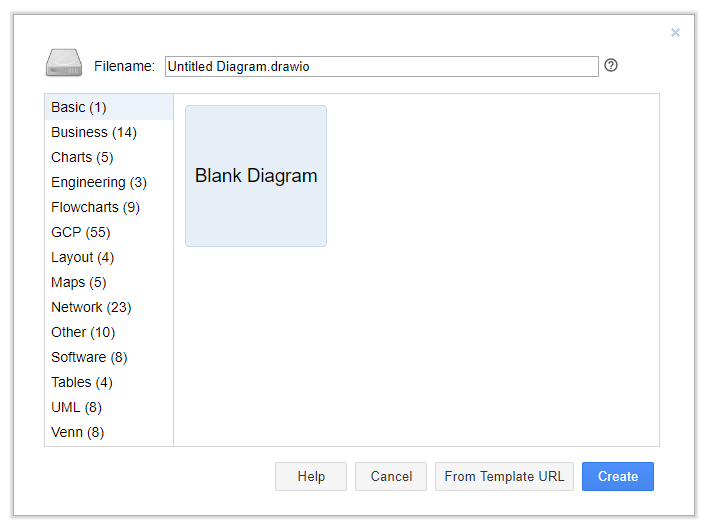 Filename: Untitled Diagram.drawio
Basic (1)
Business (14)
Charts (5)
Engineering (3)
Flowcharts (9)
GCP (55)
Layout (4)
Maps (5)
Network (23)
Other (10)
Software (8)
Tables (4)
UML (8)
Venn (8)
Blank Diagram
Help Cancel From Template URL Create